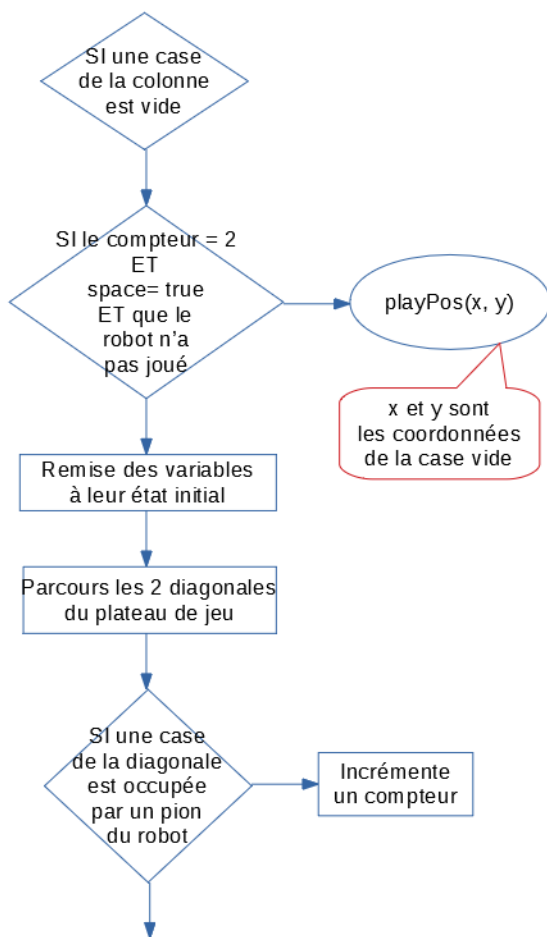 SI une case
de la colonne
est vide
SI le compteur = 2
ET
space= true
ET que le
robot n'a
pas joué
playPos(x, y)
x et y sont
les coordonnées
de la case vide
Remise des variables
à leur état initial
Parcours les 2 diagonales
du plateau de jeu
SI une case
de la diagonale
est occupée
par un pion
du robot
Incrémente
un compteur